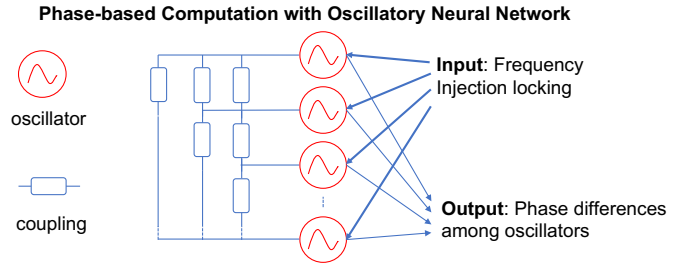 Phase-based Computation with Oscillatory Neural Network
oscillator
coupling
Input: Frequency
Injection locking
Output: Phase differences
among oscillators